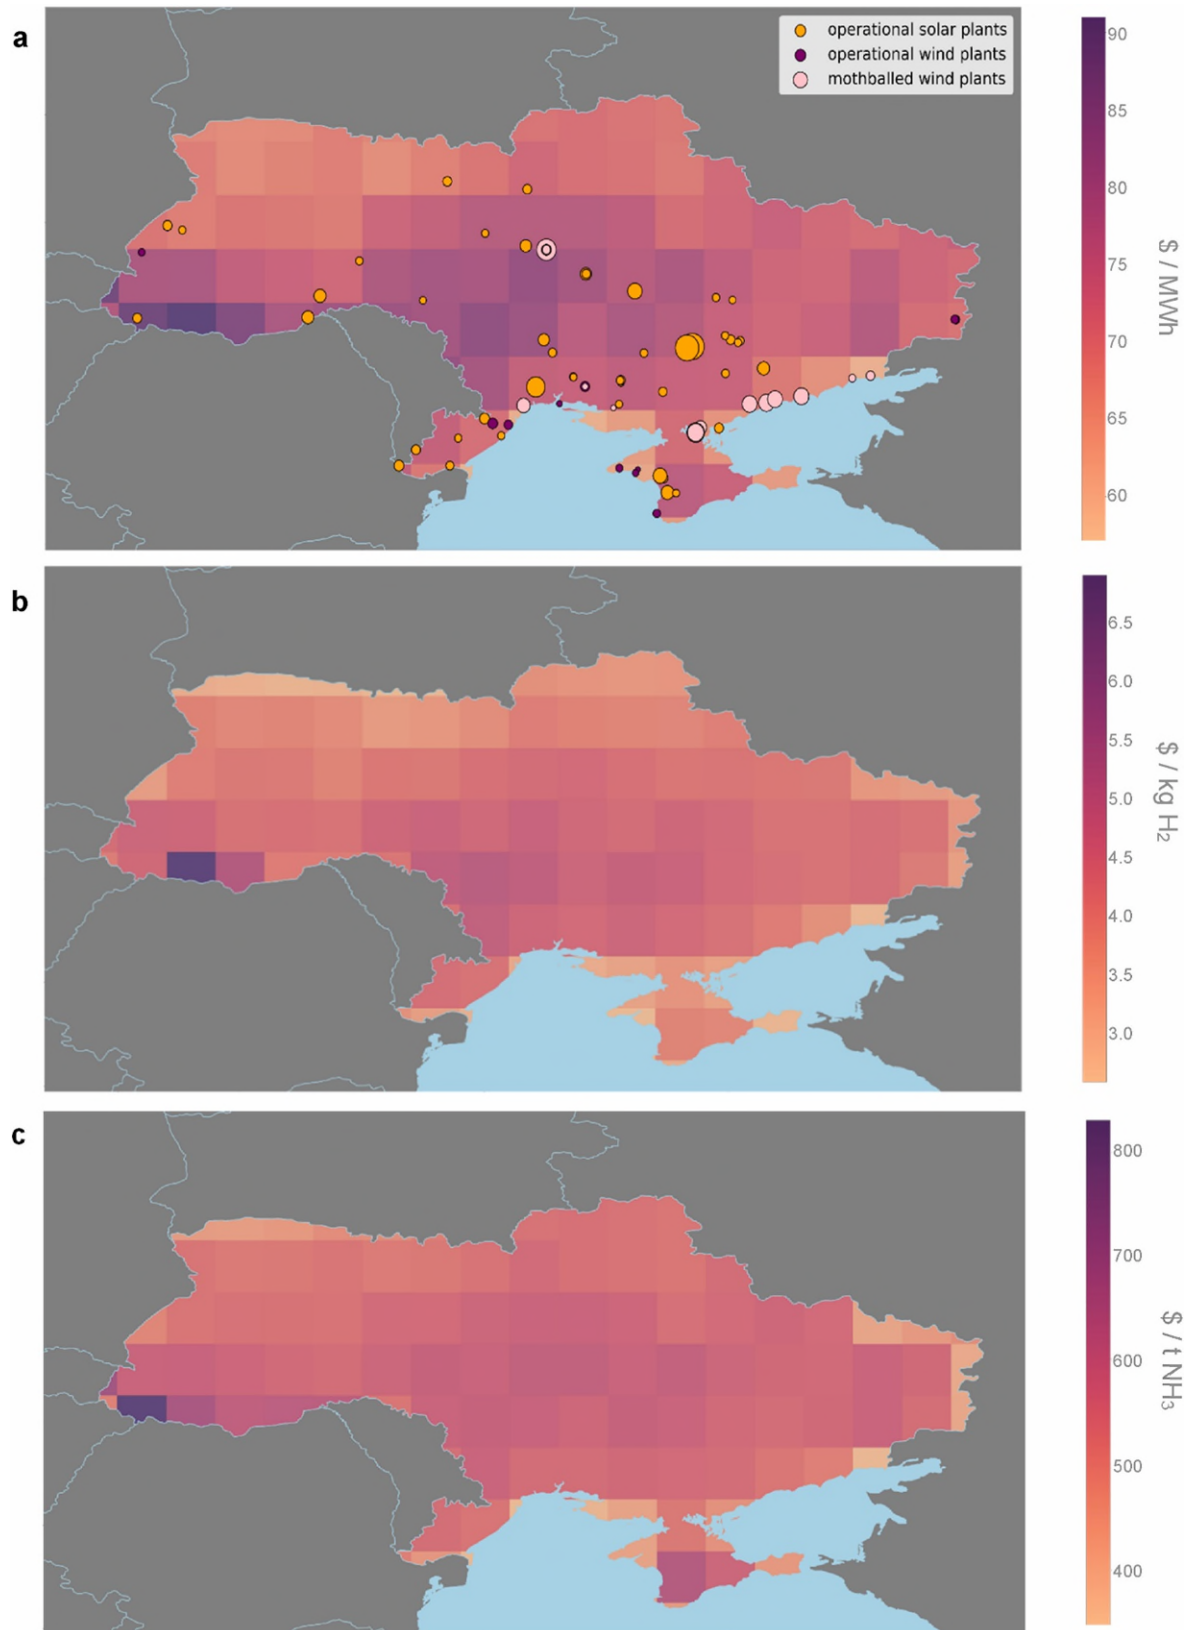 a
operational solar plants
operational wind plants
mothballed wind plants
90
85
80
75
70
65
60
$ / MWh
b
6.5
6.0
5.5
5.0
4.5
4.0
3.5
3.0
$ / kg H₂
c
800
700
600
500
400
$ / t NH₃